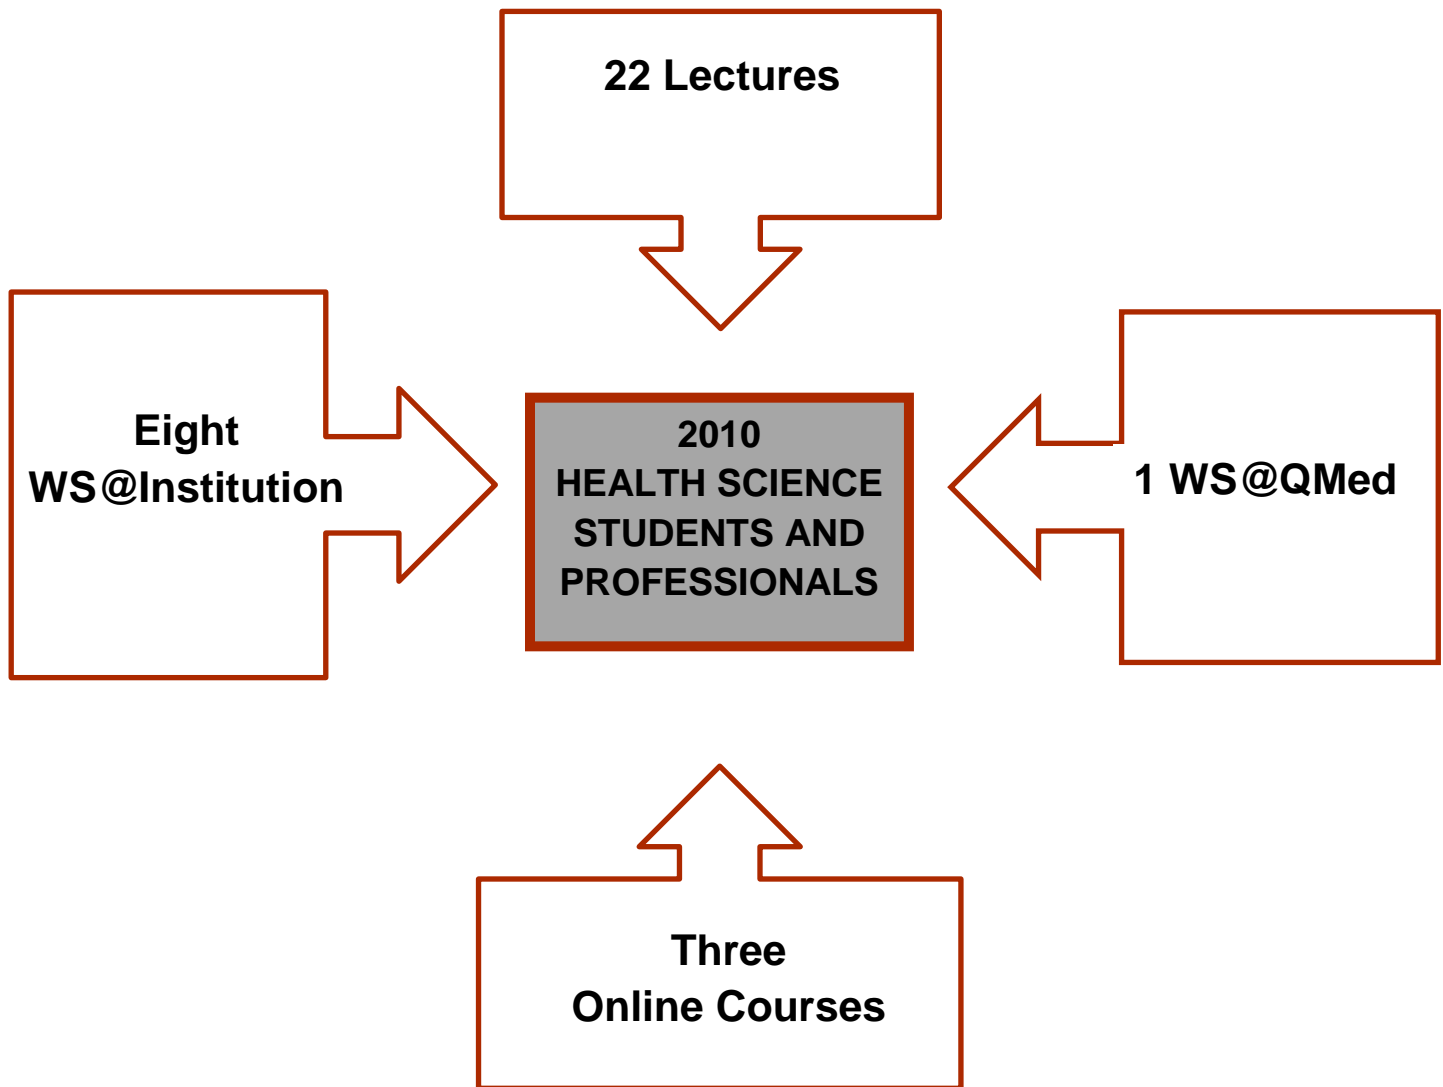 22 Lectures
Eight
WS@Institution
2010
HEALTH SCIENCE
STUDENTS AND
PROFESSIONALS
1 WS@QMed
Three
Online Courses